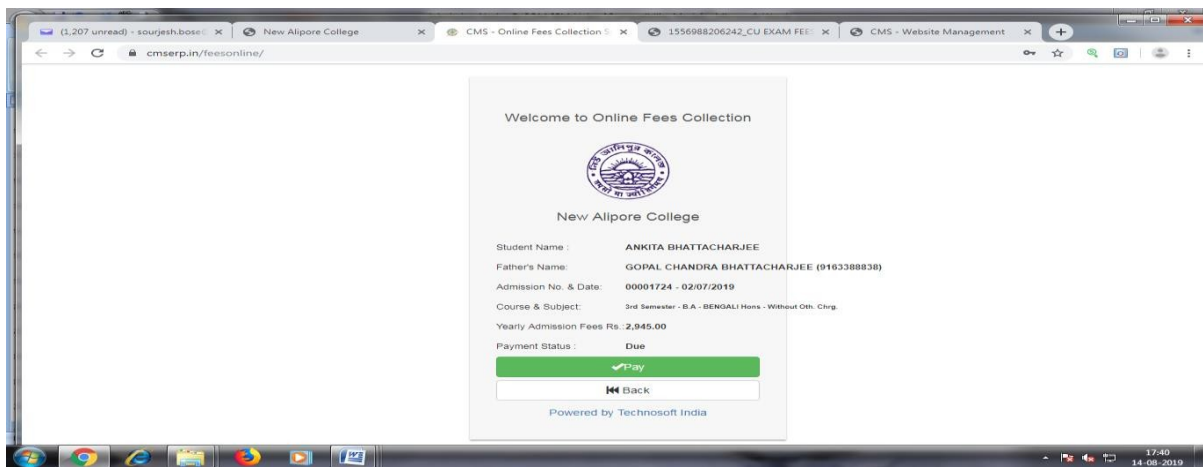 (1,207 unread) - sourjesh.bose
New Alipore College
CMS - Online Fees Collection S
1556988206242_CU EXAM FEE
CMS - Website Management
cmserp.in/feesonline/
Welcome to Online Fees Collection
নিউ আলিপুর কলেজ
तमसो मा ज्योतिर्गमय
New Alipore College
Student Name : ANKITA BHATTACHARJEE
Father's Name: GOPAL CHANDRA BHATTACHARJEE (9163388838)
Admission No. & Date: 00001724 - 02/07/2019
Course & Subject: 3rd Semester - B.A - BENGALI Hons - Without Oth. Chrg.
Yearly Admission Fees Rs.:2,945.00
Payment Status : Due
Pay
Back
Powered by Technosoft India
17:40
14-08-2019